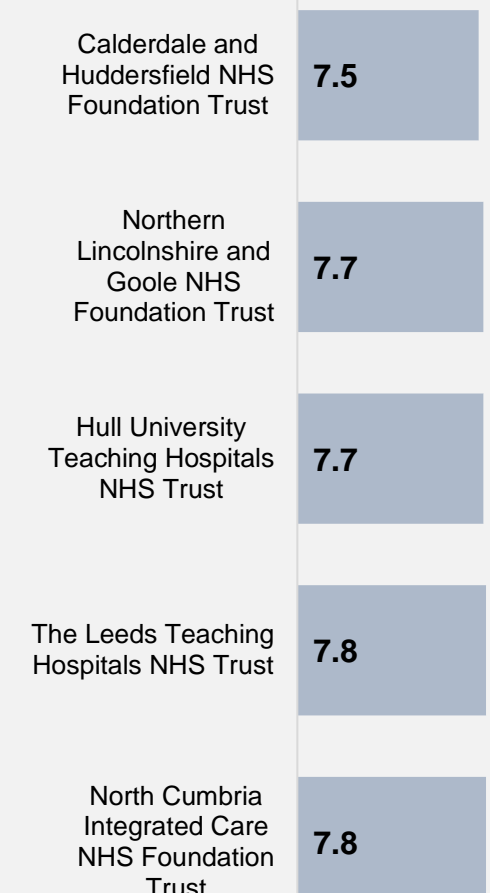 Calderdale and
Huddersfield NHS
Foundation Trust
7.5
Northern
Lincolnshire and
Goole NHS
Foundation Trust
7.7
Hull University
Teaching Hospitals
NHS Trust
7.7
The Leeds Teaching
Hospitals NHS Trust
7.8
North Cumbria
Integrated Care
NHS Foundation
Trust
7.8